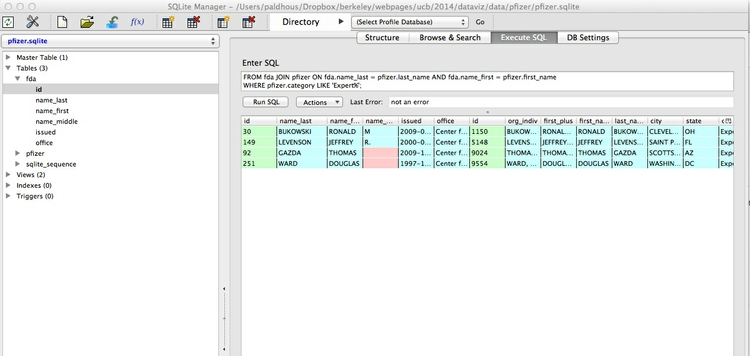 SQLite Manager - /Users/paldhous/Dropbox/berkeley/webpages/ucb/2014/dataviz/data/pfizer/pfizer.sqlite
f(x) Directory (Select Profile Database) Go
pfizer.sqlite
Structure Browse & Search Execute SQL DB Settings
Master Table (1)
Tables (3)
fda
id
name_last
name_first
name_middle
issued
office
pfizer
sqlite_sequence
Views (2)
Indexes (0)
Triggers (0)
Enter SQL
FROM fda JOIN pfizer ON fda.name_last = pfizer.last_name AND fda.name_first = pfizer.first_name
WHERE pfizer.category LIKE 'Expert%';
Run SQL Actions Last Error: not an error
id name_last name_f... name_... issued office id org_indiv first_plus first_na... last_na... city state c
30 BUKOWSKI RONALD M 2009-0... Center f... 1150 BUKOW... RONAL... RONALD BUKOW... CLEVEL... OH Expe
149 LEVENSON JEFFREY R. 2000-0... Center f... 5148 LEVENS... JEFFRE... JEFFREY LEVENS... SAINT P... FL Expe
92 GAZDA THOMAS 2009-1... Center f... 9024 THOMA... THOMA... THOMAS GAZDA SCOTTS... AZ Expe
251 WARD DOUGLAS 1997-1... Center f... 9554 WARD, ... DOUGL... DOUGLAS WARD WASHIN... DC Expe